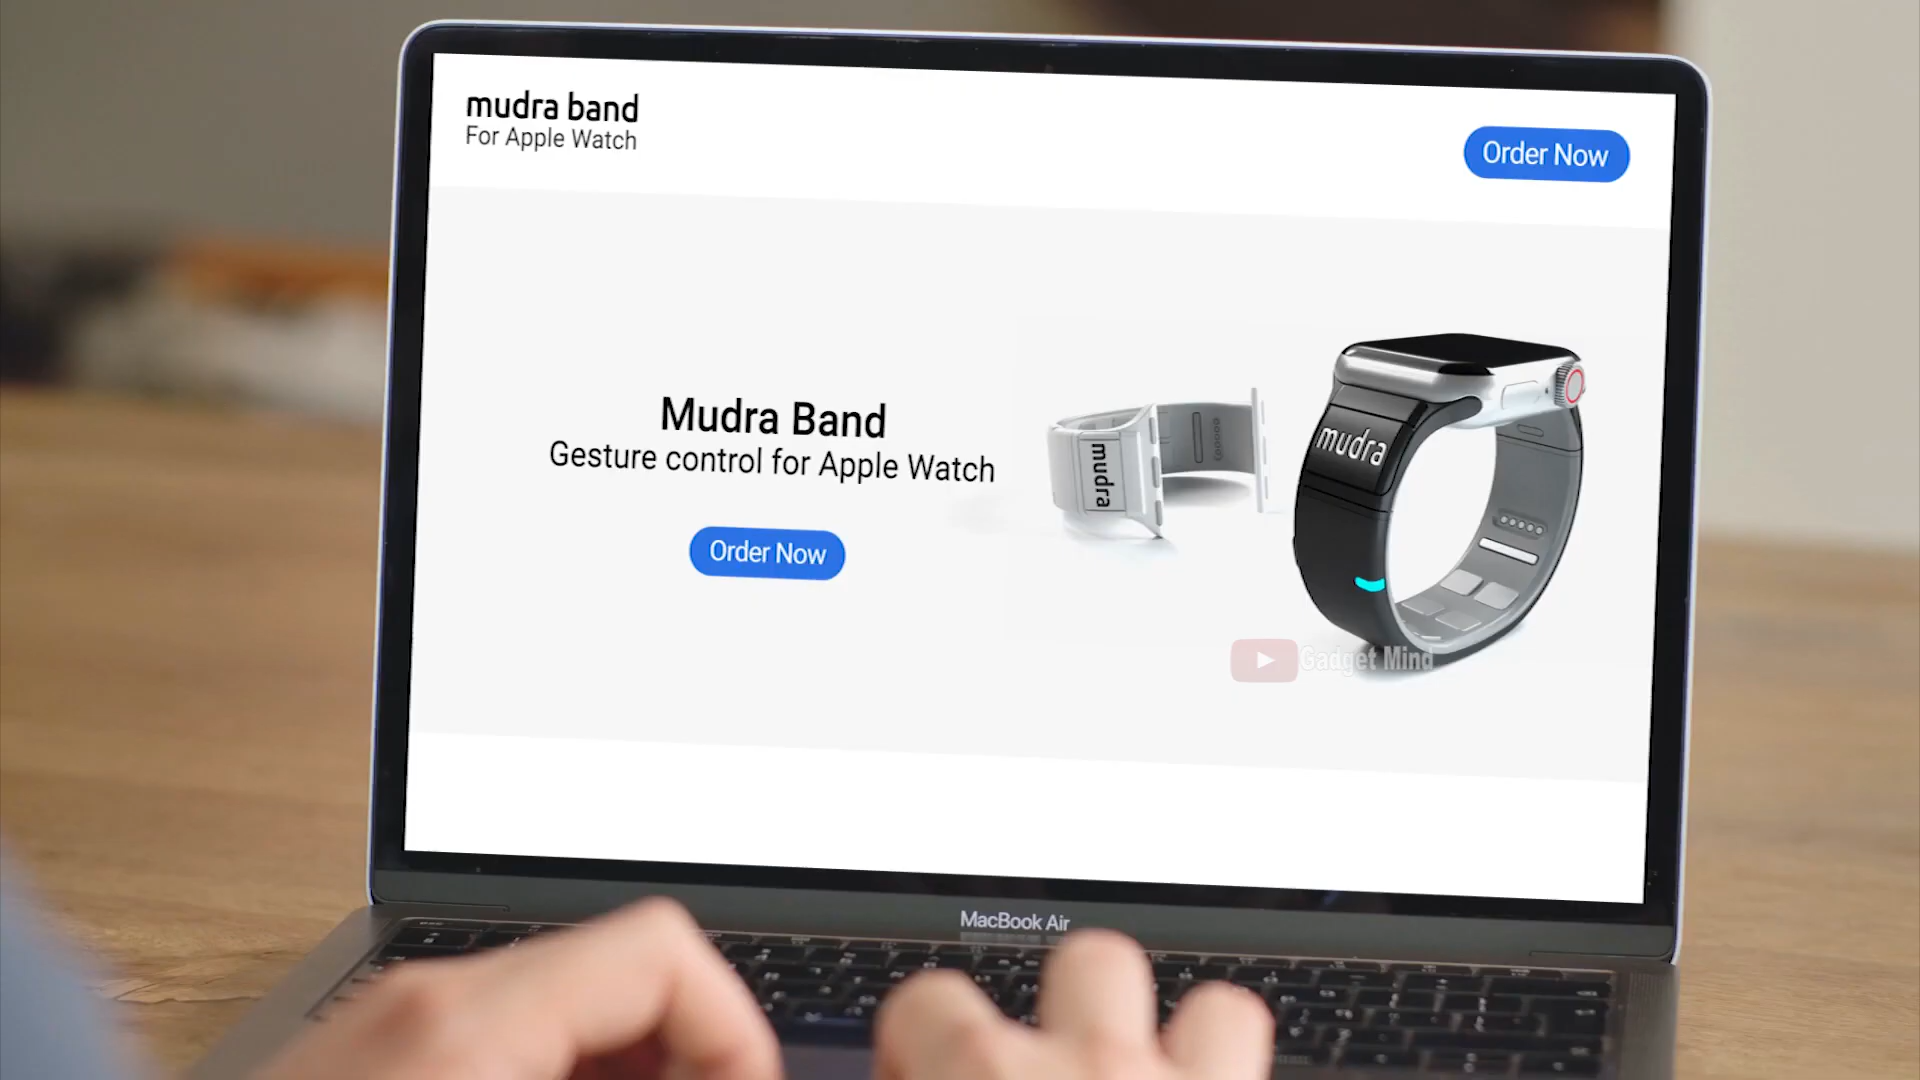 mudra band
For Apple Watch
Order Now
Mudra Band
Gesture control for Apple Watch
Order Now
mudra
mudra
Gadget Mind
MacBook Air